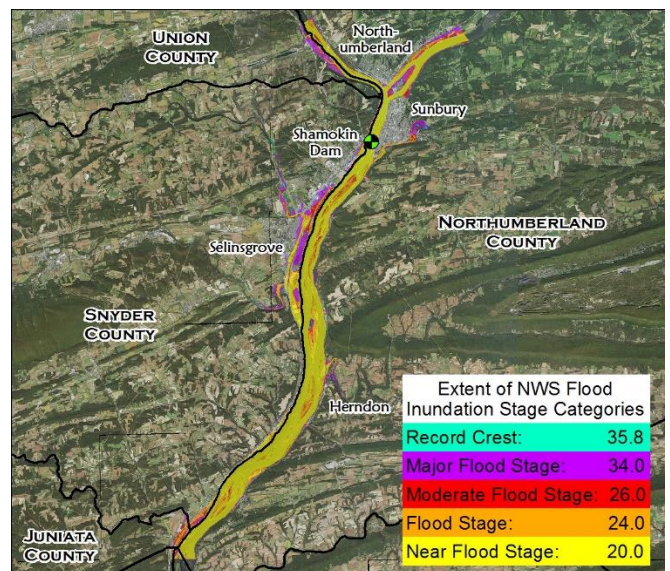 UNION
COUNTY
North-
umberland
Sunbury
Shamokin
Dam
NORTHUMBERLAND
COUNTY
Selinsgrove
SNYDER
COUNTY
Herndon
JUNIATA
COUNTY
Extent of NWS Flood
Inundation Stage Categories
Record Crest: 35.8
Major Flood Stage: 34.0
Moderate Flood Stage: 26.0
Flood Stage: 24.0
Near Flood Stage: 20.0